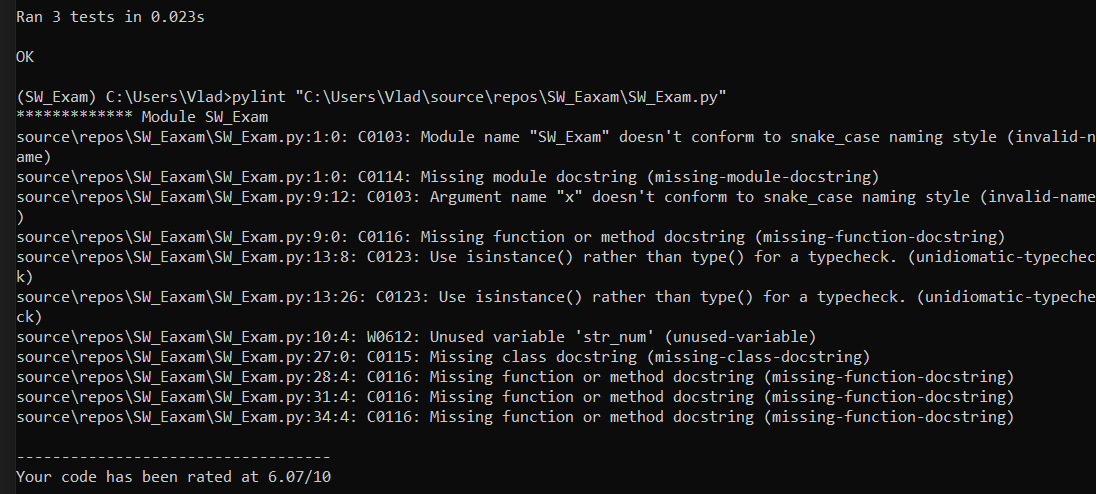 Ran 3 tests in 0.023s
OK
(SW_Exam) C:\Users\Vlad>pylint "C:\Users\Vlad\source\repos\SW_Eaxam\SW_Exam.py"
************* Module SW_Exam
source\repos\SW_Eaxam\SW_Exam.py:1:0: C0103: Module name "SW_Exam" doesn't conform to snake_case naming style (invalid-n
ame)
source\repos\SW_Eaxam\SW_Exam.py:1:0: C0114: Missing module docstring (missing-module-docstring)
source\repos\SW_Eaxam\SW_Exam.py:9:12: C0103: Argument name "x" doesn't conform to snake_case naming style (invalid-name
)
source\repos\SW_Eaxam\SW_Exam.py:9:0: C0116: Missing function or method docstring (missing-function-docstring)
source\repos\SW_Eaxam\SW_Exam.py:13:8: C0123: Use isinstance() rather than type() for a typecheck. (unidiomatic-typechec
k)
source\repos\SW_Eaxam\SW_Exam.py:13:26: C0123: Use isinstance() rather than type() for a typecheck. (unidiomatic-typeche
ck)
source\repos\SW_Eaxam\SW_Exam.py:10:4: W0612: Unused variable 'str_num' (unused-variable)
source\repos\SW_Eaxam\SW_Exam.py:27:0: C0115: Missing class docstring (missing-class-docstring)
source\repos\SW_Eaxam\SW_Exam.py:28:4: C0116: Missing function or method docstring (missing-function-docstring)
source\repos\SW_Eaxam\SW_Exam.py:31:4: C0116: Missing function or method docstring (missing-function-docstring)
source\repos\SW_Eaxam\SW_Exam.py:34:4: C0116: Missing function or method docstring (missing-function-docstring)
-----------------------------------
Your code has been rated at 6.07/10